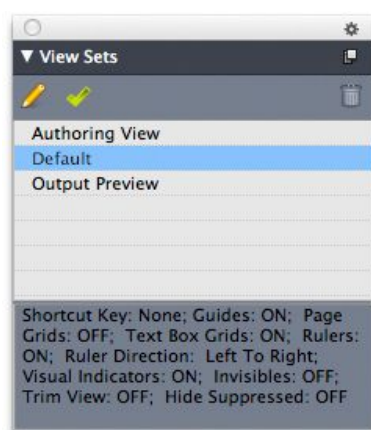 View Sets
Authoring View
Default
Output Preview
Shortcut Key: None; Guides: ON; Page
Grids: OFF; Text Box Grids: ON; Rulers:
ON; Ruler Direction: Left To Right;
Visual Indicators: ON; Invisibles: OFF;
Trim View: OFF; Hide Suppressed: OFF